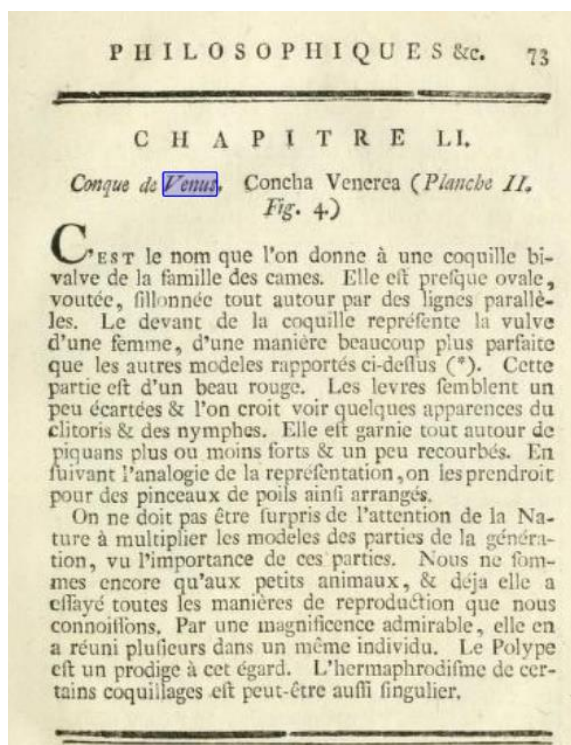 PHILOSOPHIQUES &c. 73
CHAPITRE LI.
Conque de Venus. Concha Venerea (Planche II.
Fig. 4.)
C'EST le nom que l'on donne à une coquille bi-
valve de la famille des cames. Elle eſt preſque ovale,
voutée, ſillonnée tout autour par des lignes parallè-
les. Le devant de la coquille repréſente la vulve
d'une femme, d'une manière beaucoup plus parfaite
que les autres modeles rapportés ci-deſſus (*). Cette
partie eſt d'un beau rouge. Les levres ſemblent un
peu écartées & l'on croit voir quelques apparences du
clitoris & des nymphes. Elle eſt garnie tout autour de
piquans plus ou moins forts & un peu recourbés. En
ſuivant l'analogie de la repréſentation, on les prendroit
pour des pinceaux de poils ainſi arrangés.
On ne doit pas être ſurpris de l'attention de la Na-
ture à multiplier les modeles des parties de la généra-
tion, vu l'importance de ces parties. Nous ne ſom-
mes encore qu'aux petits animaux, & déja elle a
eſſayé toutes les manières de reproduction que nous
connoiſſons. Par une magnificence admirable, elle en
a réuni pluſieurs dans un même individu. Le Polype
eſt un prodige à cet égard. L'hermaphrodiſme de cer-
tains coquillages eſt peut-être auſſi ſingulier.